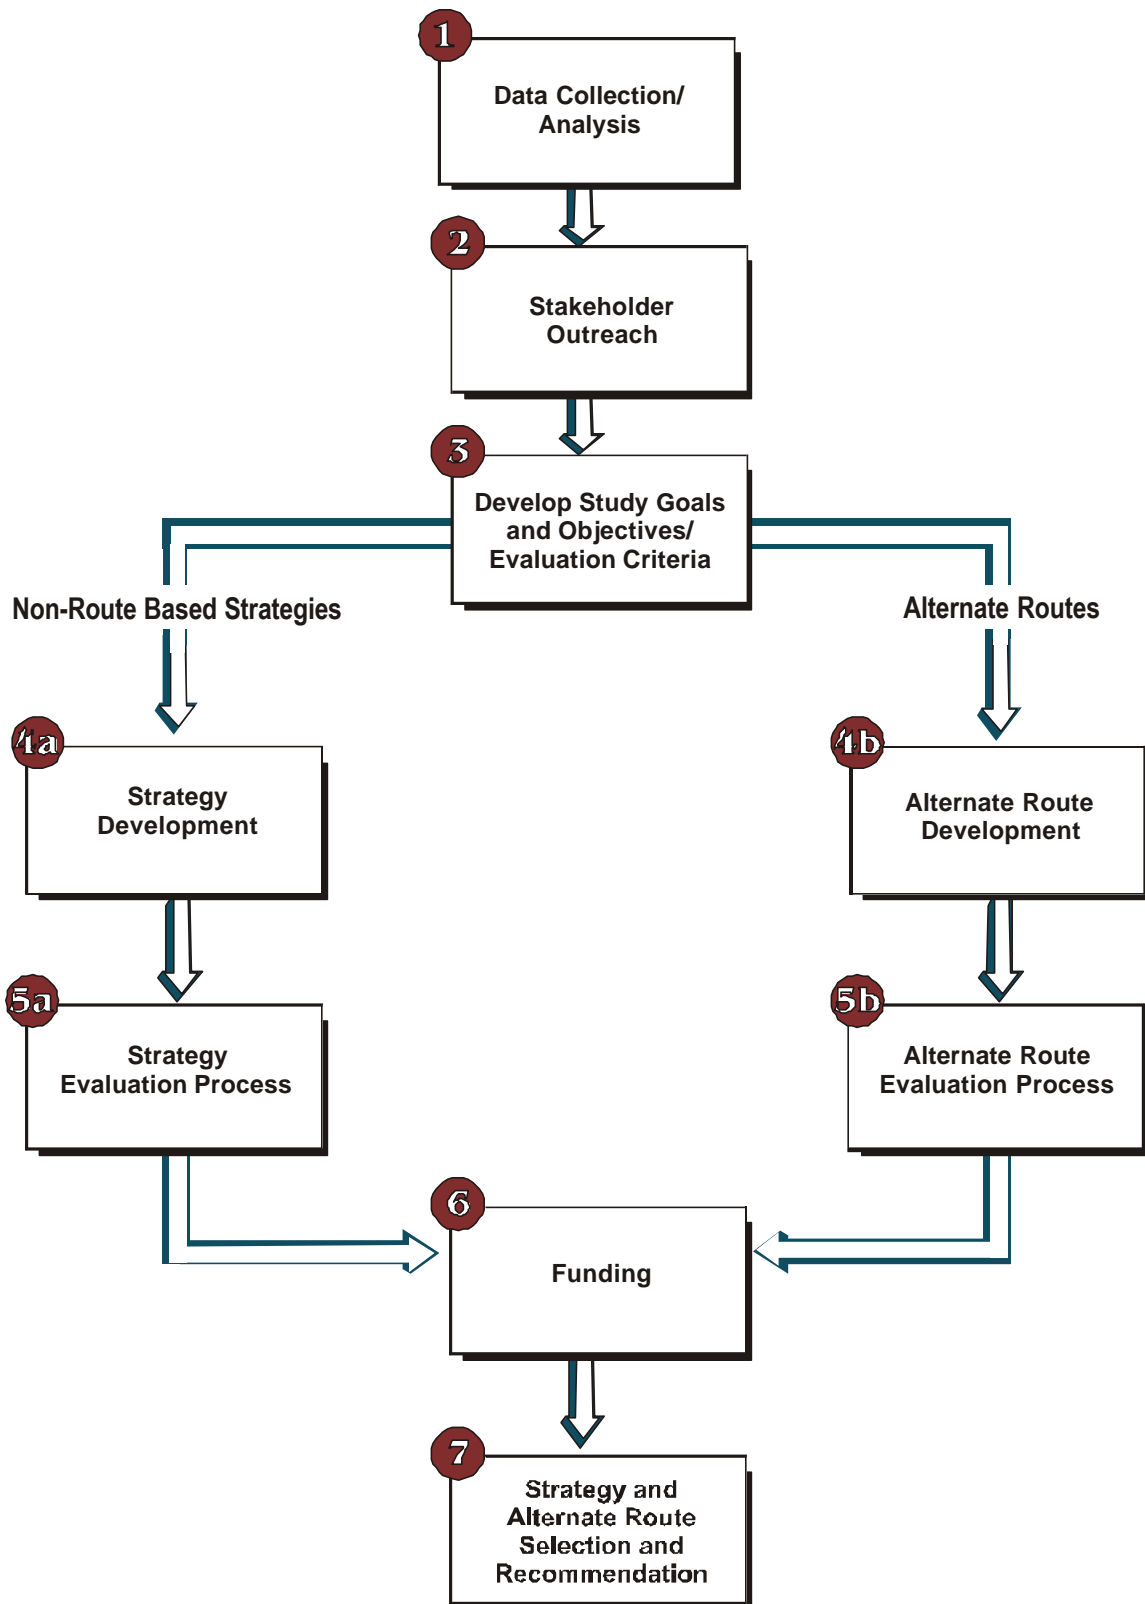 1
Data Collection/
Analysis
2
Stakeholder
Outreach
3
Develop Study Goals
and Objectives/
Evaluation Criteria
Non-Route Based Strategies
Alternate Routes
4a
Strategy
Development
4b
Alternate Route
Development
5a
Strategy
Evaluation Process
5b
Alternate Route
Evaluation Process
6
Funding
7
Strategy and
Alternate Route
Selection and
Recommendation